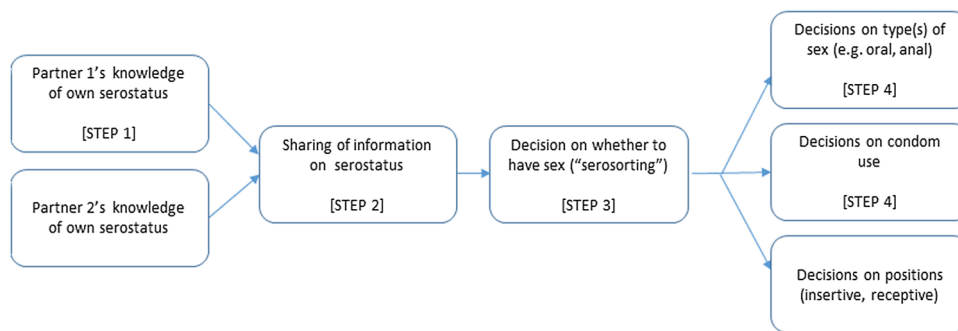 Partner 1's knowledge
of own serostatus
[STEP 1]
Partner 2's knowledge
of own serostatus
Sharing of information
on serostatus
[STEP 2]
Decision on whether to
have sex ("serosorting")
[STEP 3]
Decisions on type(s) of
sex (e.g. oral, anal)
[STEP 4]
Decisions on condom
use
[STEP 4]
Decisions on positions
(insertive, receptive)